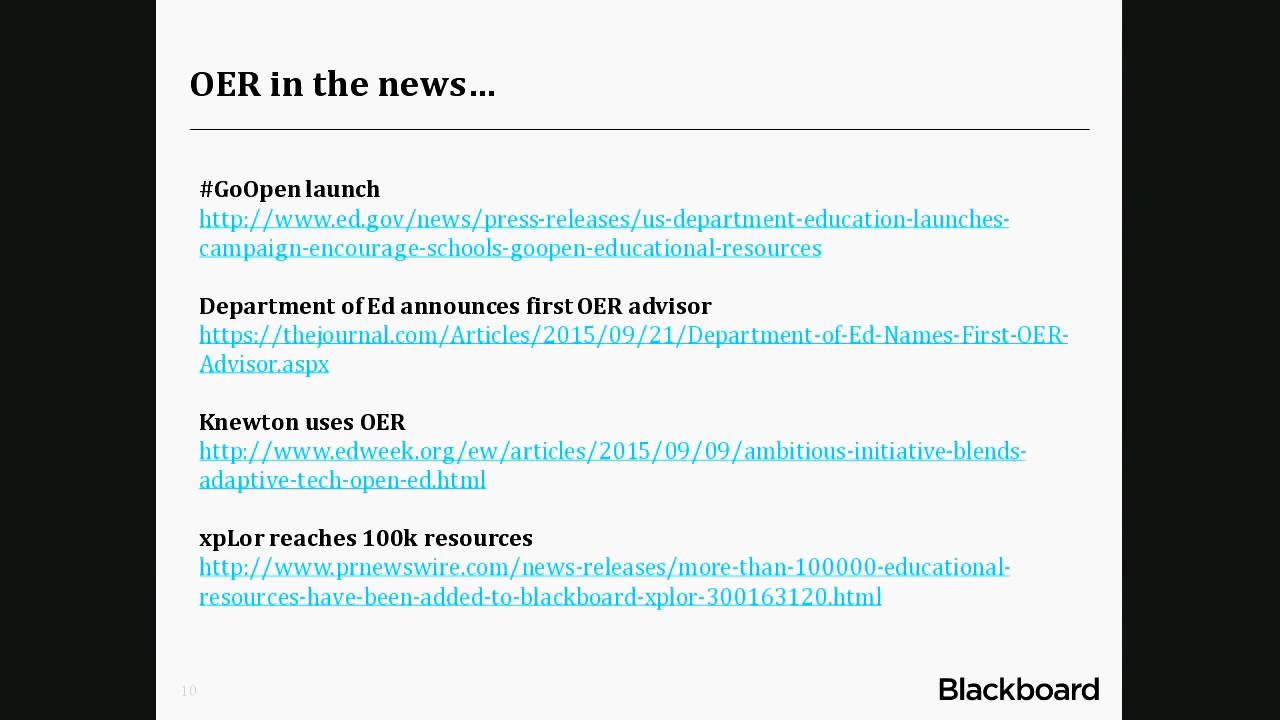 OER in the news...
#GoOpen launch
http://www.ed.gov/news/press-releases/us-department-education-launches-
campaign-encourage-schools-goopen-educational-resources
Department of Ed announces first OER advisor
https://thejournal.com/Articles/2015/09/21/Department-of-Ed-Names-First-OER-
Advisor.aspx
Knewton uses OER
http://www.edweek.org/ew/articles/2015/09/09/ambitious-initiative-blends-
adaptive-tech-open-ed.html
xpLor reaches 100k resources
http://www.prnewswire.com/news-releases/more-than-100000-educational-
resources-have-been-added-to-blackboard-xplor-300163120.html
10
Blackboard